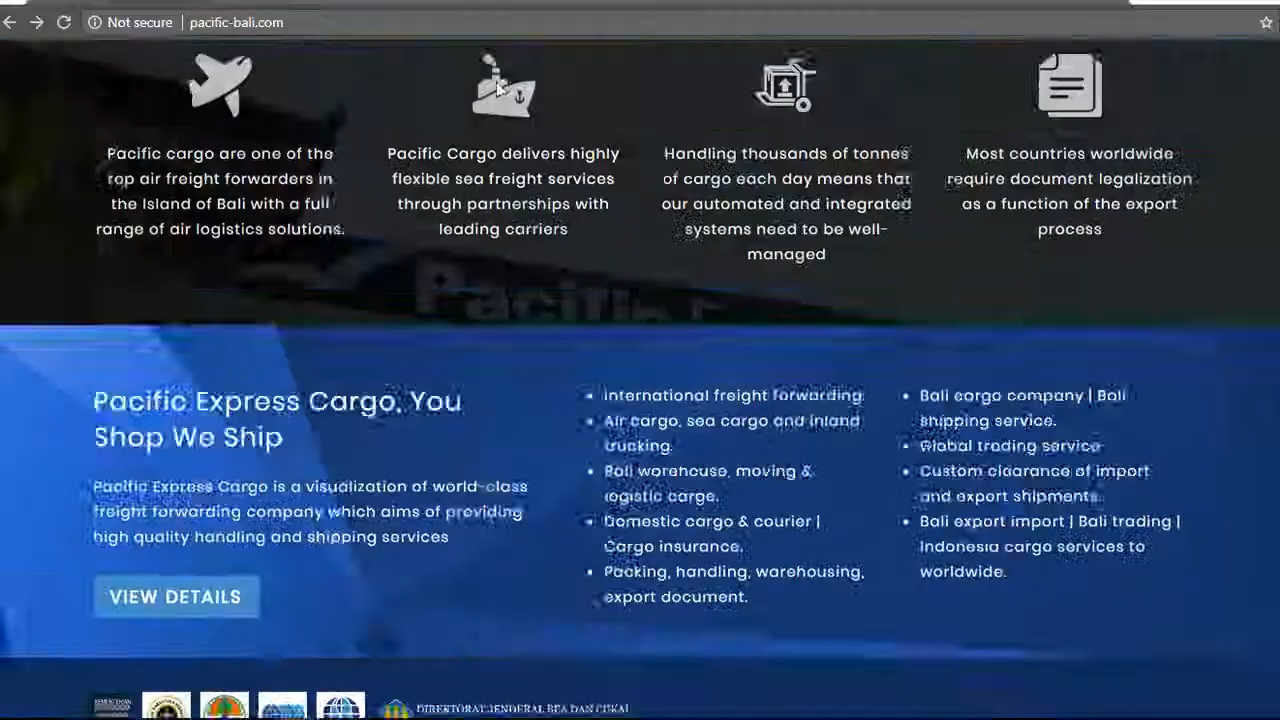 Not secure
pacific-bali.com
Pacific cargo are one of the
top air freight forwarders in
the Island of Bali with a full
range of air logistics solutions.
Pacific Cargo delivers highly
flexible sea freight services
through partnerships with
leading carriers
Handling thousands of tonnes
of cargo each day means that
our automated and integrated
systems need to be well-
managed
Most countries worldwide
require document legalization
as a function of the export
process
Pacific
Pacific Express Cargo, You
Shop We Ship
Pacific Express Cargo is a visualization of world-class
freight forwarding company which aims of providing
high quality handling and shipping services
VIEW DETAILS
International freight forwarding.
Air cargo, sea cargo and inland
trucking.
Bali warehouse, moving &
logistic cargo.
Domestic cargo & courier |
Cargo insurance.
Packing, handling, warehousing,
export document.
Bali cargo company | Bali
shipping service.
Global trading service
Custom clearance of import
and export shipments.
Bali export import | Bali trading |
Indonesia cargo services to
worldwide.
DIREKTORAT JENDERAL BEA DAN CUKAI